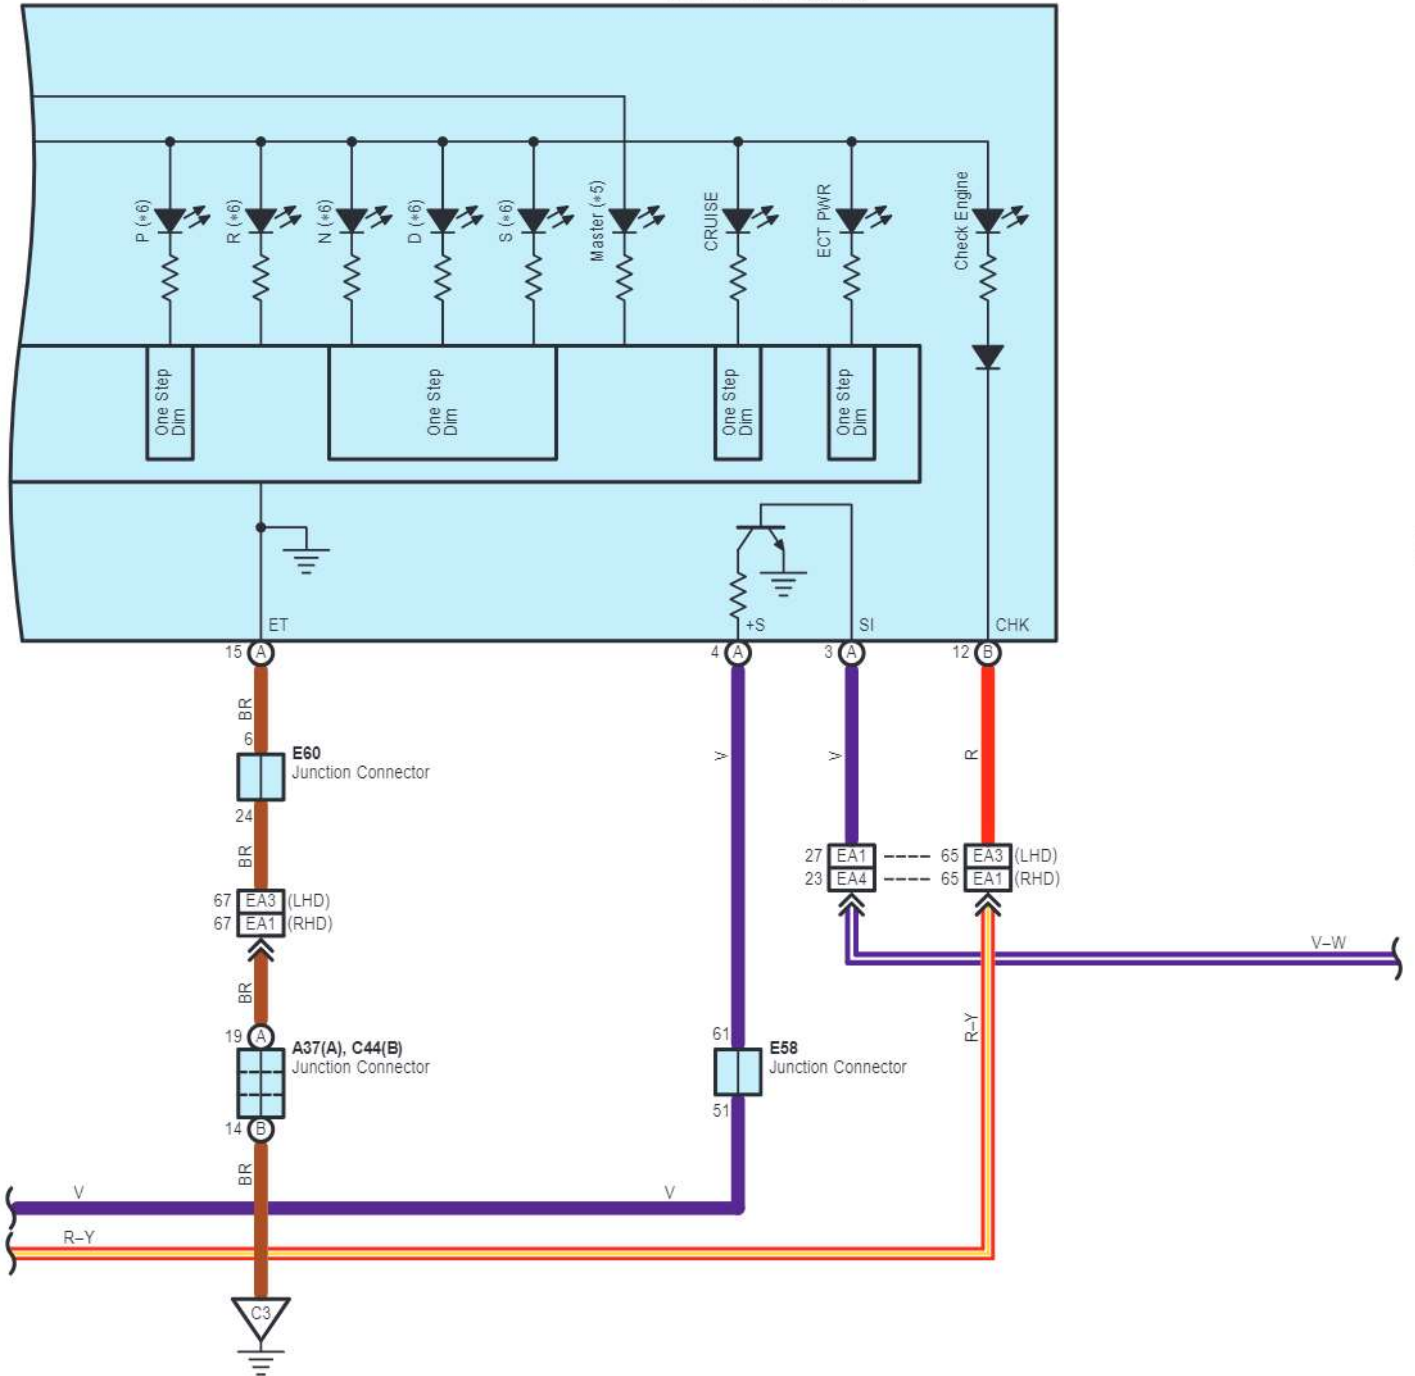 P (*6)
R (*6)
N (*6)
D (*6)
S (*6)
Master (*5)
CRUISE
ECT PWR
Check Engine
One Step
Dim
One Step
Dim
One Step
Dim
One Step
Dim
ET
+S
SI
CHK
15 A
4 A
3 A
12 B
BR
V
V
R
6
E60
Junction Connector
24
BR
27 EA1 65 EA3 (LHD)
23 EA4 65 EA1 (RHD)
67 EA3 (LHD)
67 EA1 (RHD)
V–W
BR
R–Y
19 A
A37(A), C44(B)
Junction Connector
61
E58
Junction Connector
51
14 B
BR
V
V
R–Y
C3